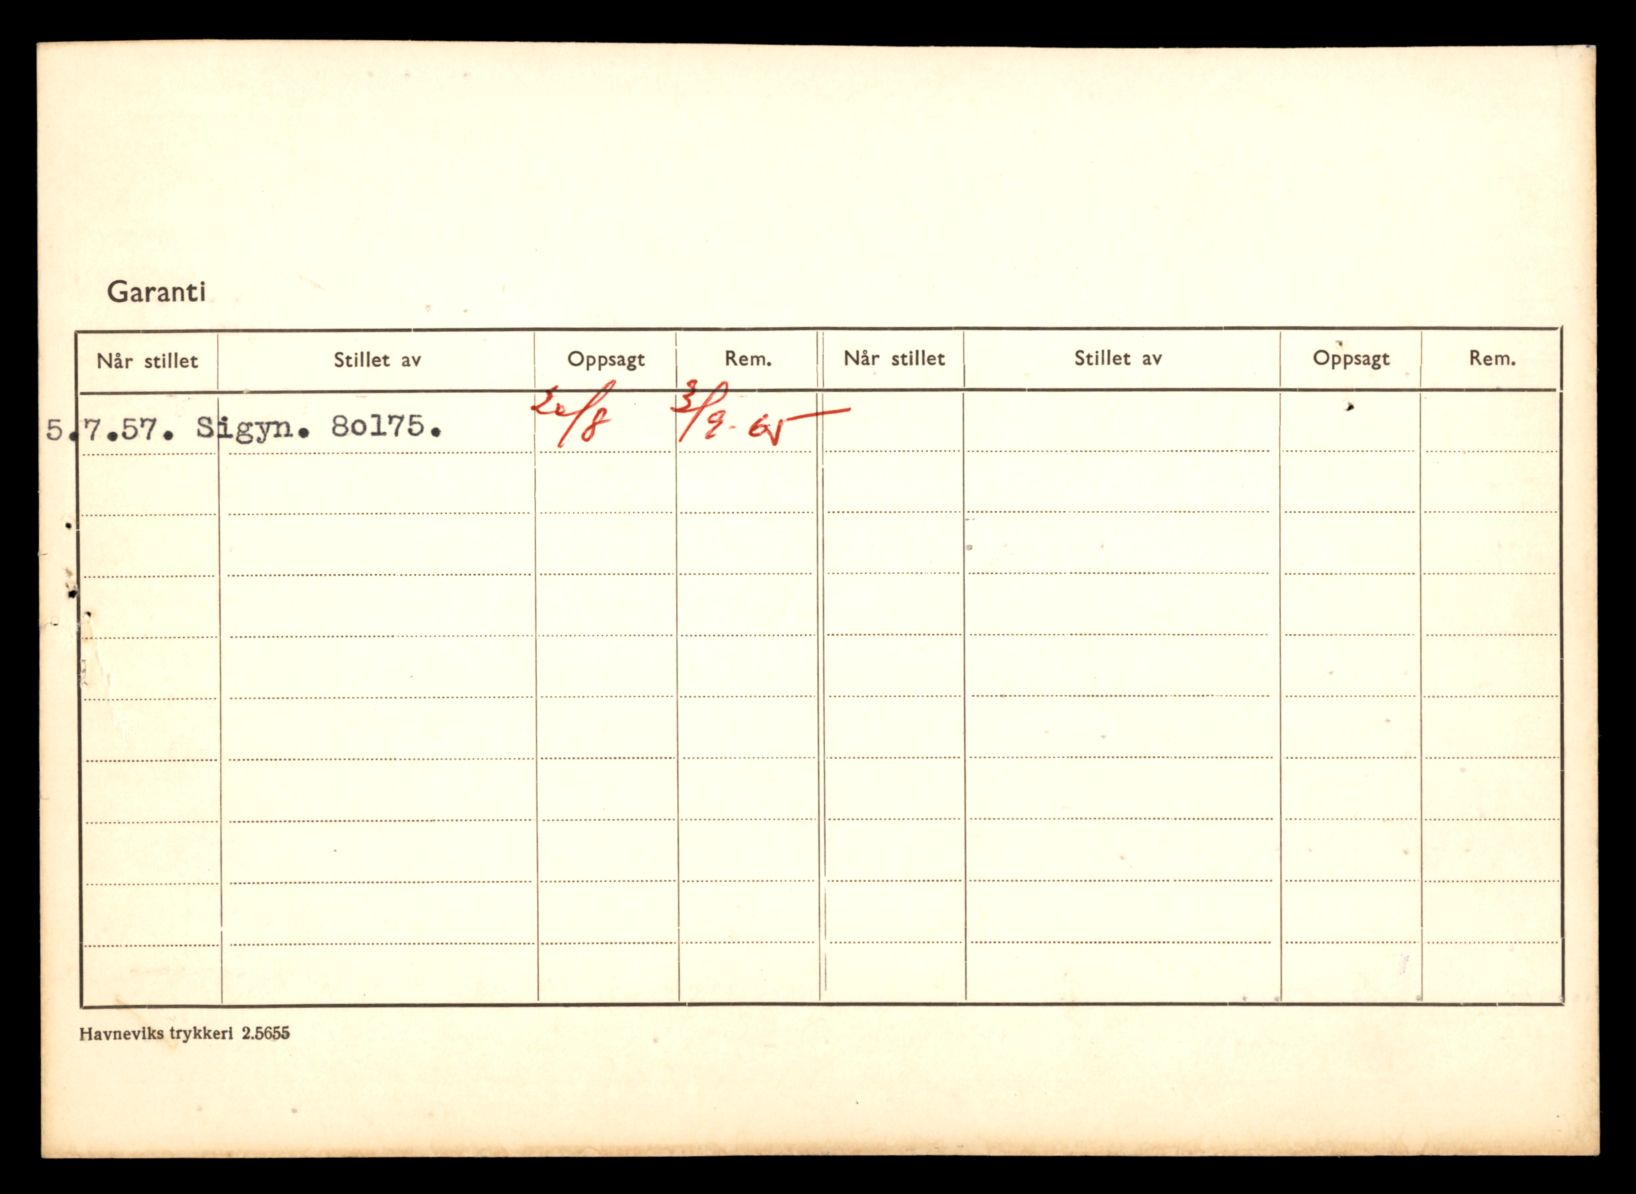 Garanti
Når stillet Stillet av Oppsagt Rem. Når stillet Stillet av Oppsagt Rem.
5.7.57. Sigyn. 8o175. 20/8 3/9-65
Havneviks trykkeri 2.5655